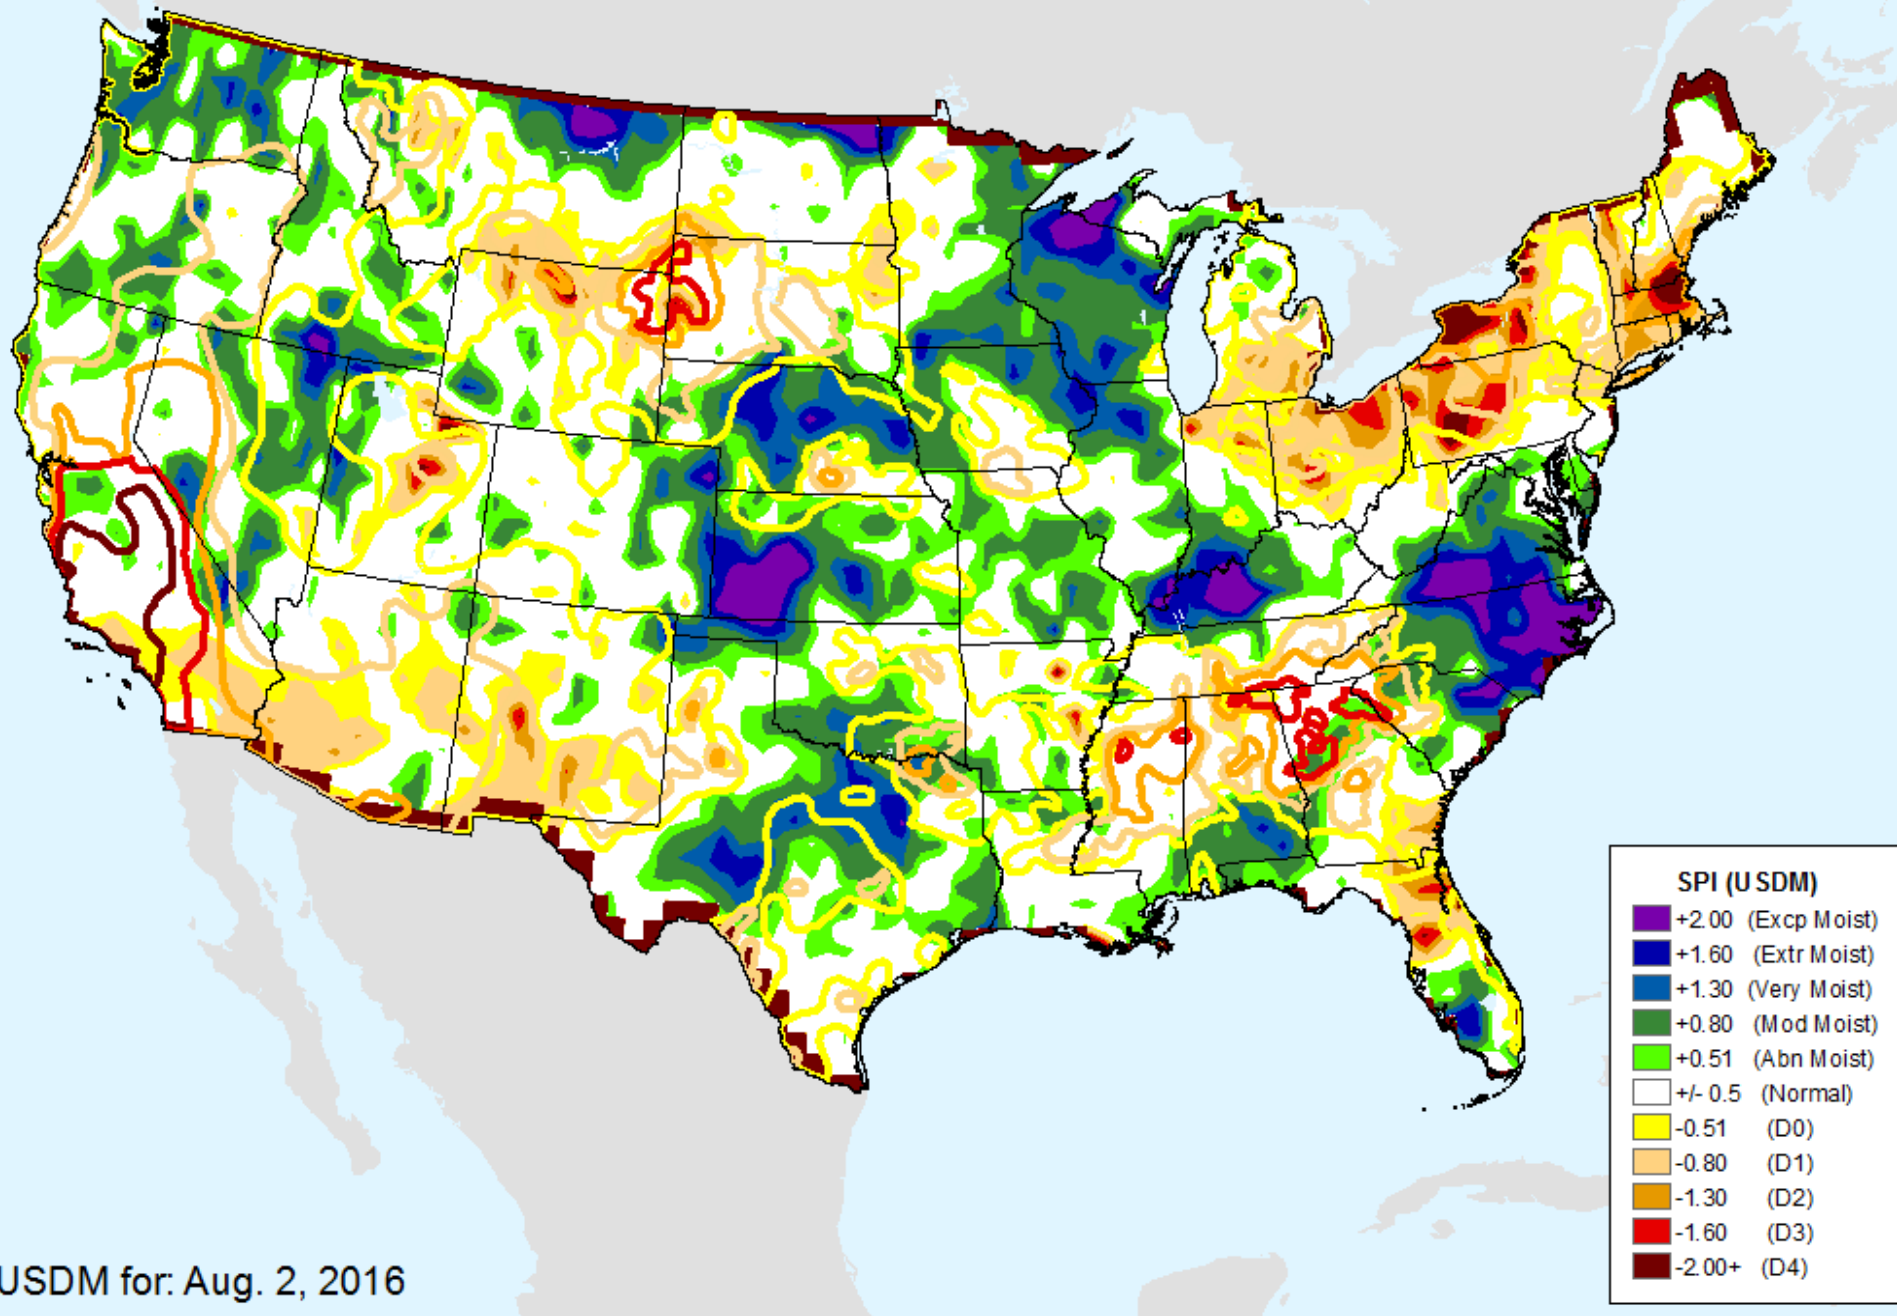 SPI (USDM)
+2.00 (Excp Moist)
+1.60 (Extr Moist)
+1.30 (Very Moist)
+0.80 (Mod Moist)
+0.51 (Abn Moist)
+/- 0.5 (Normal)
-0.51 (D0)
-0.80 (D1)
-1.30 (D2)
-1.60 (D3)
-2.00+ (D4)
USDM for: Aug. 2, 2016